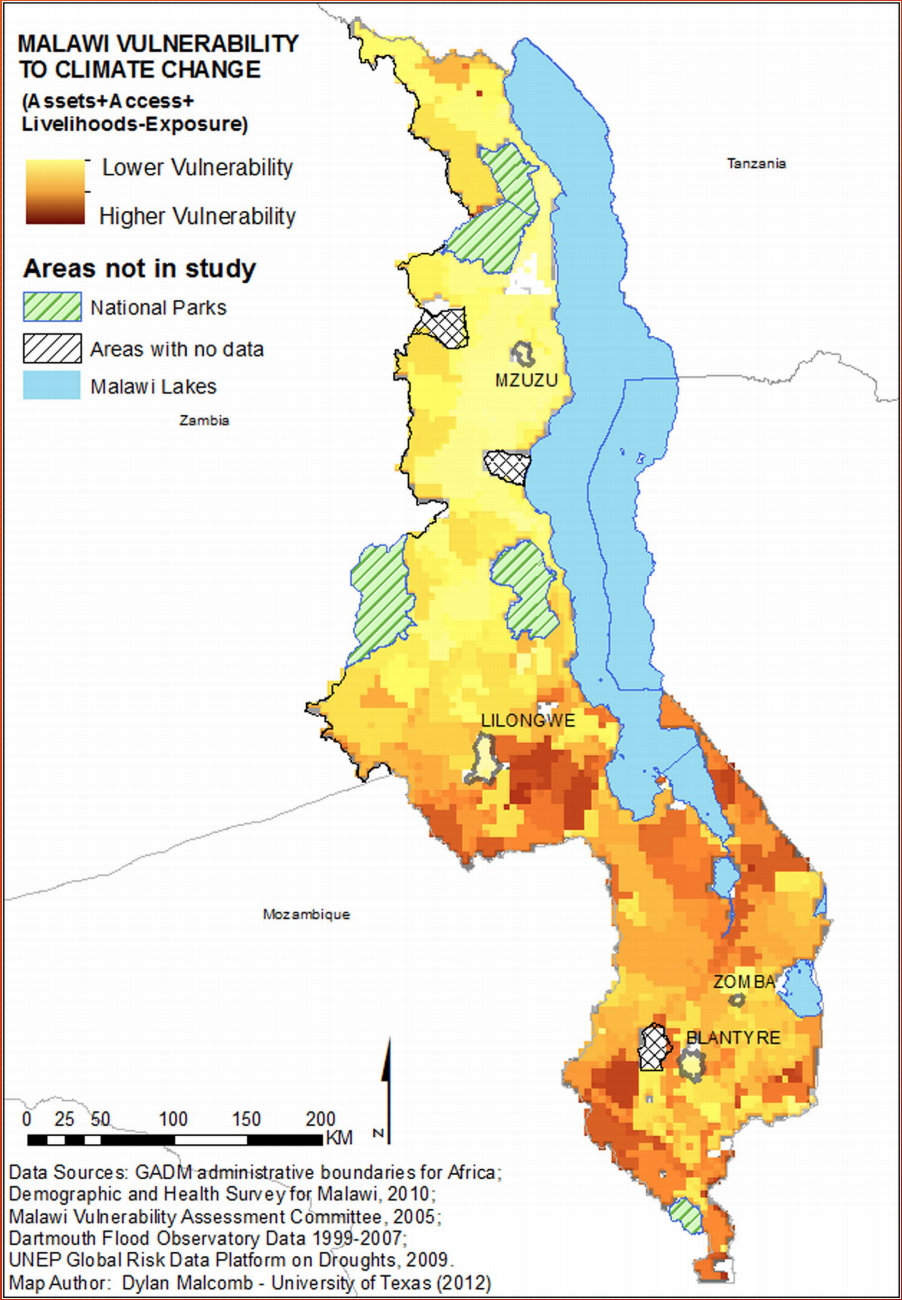 MALAWI VULNERABILITY
TO CLIMATE CHANGE
(Assets+Access+
Livelihoods-Exposure)
Lower Vulnerability
Higher Vulnerability
Areas not in study
National Parks
Areas with no data
Malawi Lakes
Tanzania
Zambia
MZUZU
LILONGWE
Mozambique
ZOMBA
BLANTYRE
0 25 50 100 150 200
KM
N
Data Sources: GADM administrative boundaries for Africa;
Demographic and Health Survey for Malawi, 2010;
Malawi Vulnerability Assessment Committee, 2005;
Dartmouth Flood Observatory Data 1999-2007;
UNEP Global Risk Data Platform on Droughts, 2009.
Map Author: Dylan Malcomb - University of Texas (2012)